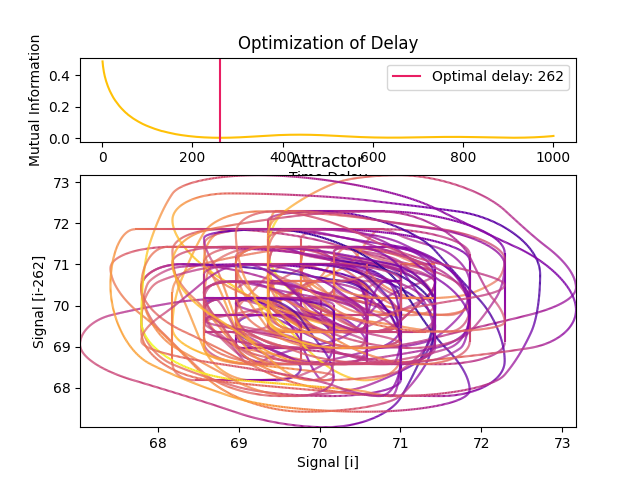 Optimization of Delay
Mutual Information
0.4
0.2
0.0
Optimal delay: 262
0 200 400 600 800 1000
Time Delay
Attractor
Signal [i-262]
73
72
71
70
69
68
68 69 70 71 72 73
Signal [i]